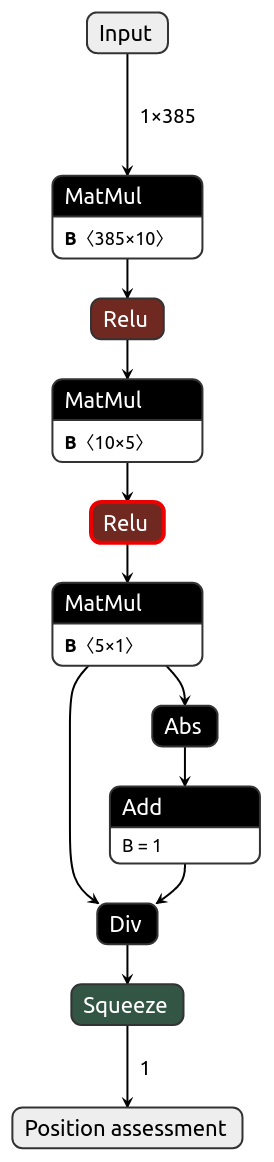 Input
1×385
MatMul
B〈385×10〉
Relu
MatMul
B〈10×5〉
Relu
MatMul
B〈5×1〉
Abs
Add
B = 1
Div
Squeeze
1
Position assessment